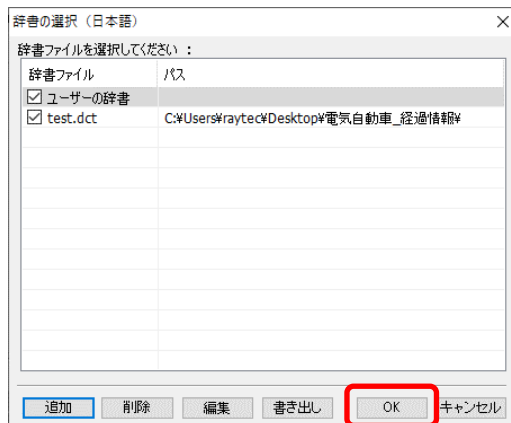 辞書の選択（日本語）
辞書ファイルを選択してください ：
辞書ファイル パス
ユーザーの辞書
test.dct C:¥Users¥raytec¥Desktop¥電気自動車_経過情報¥
追加 削除 編集 書き出し OK キャンセル